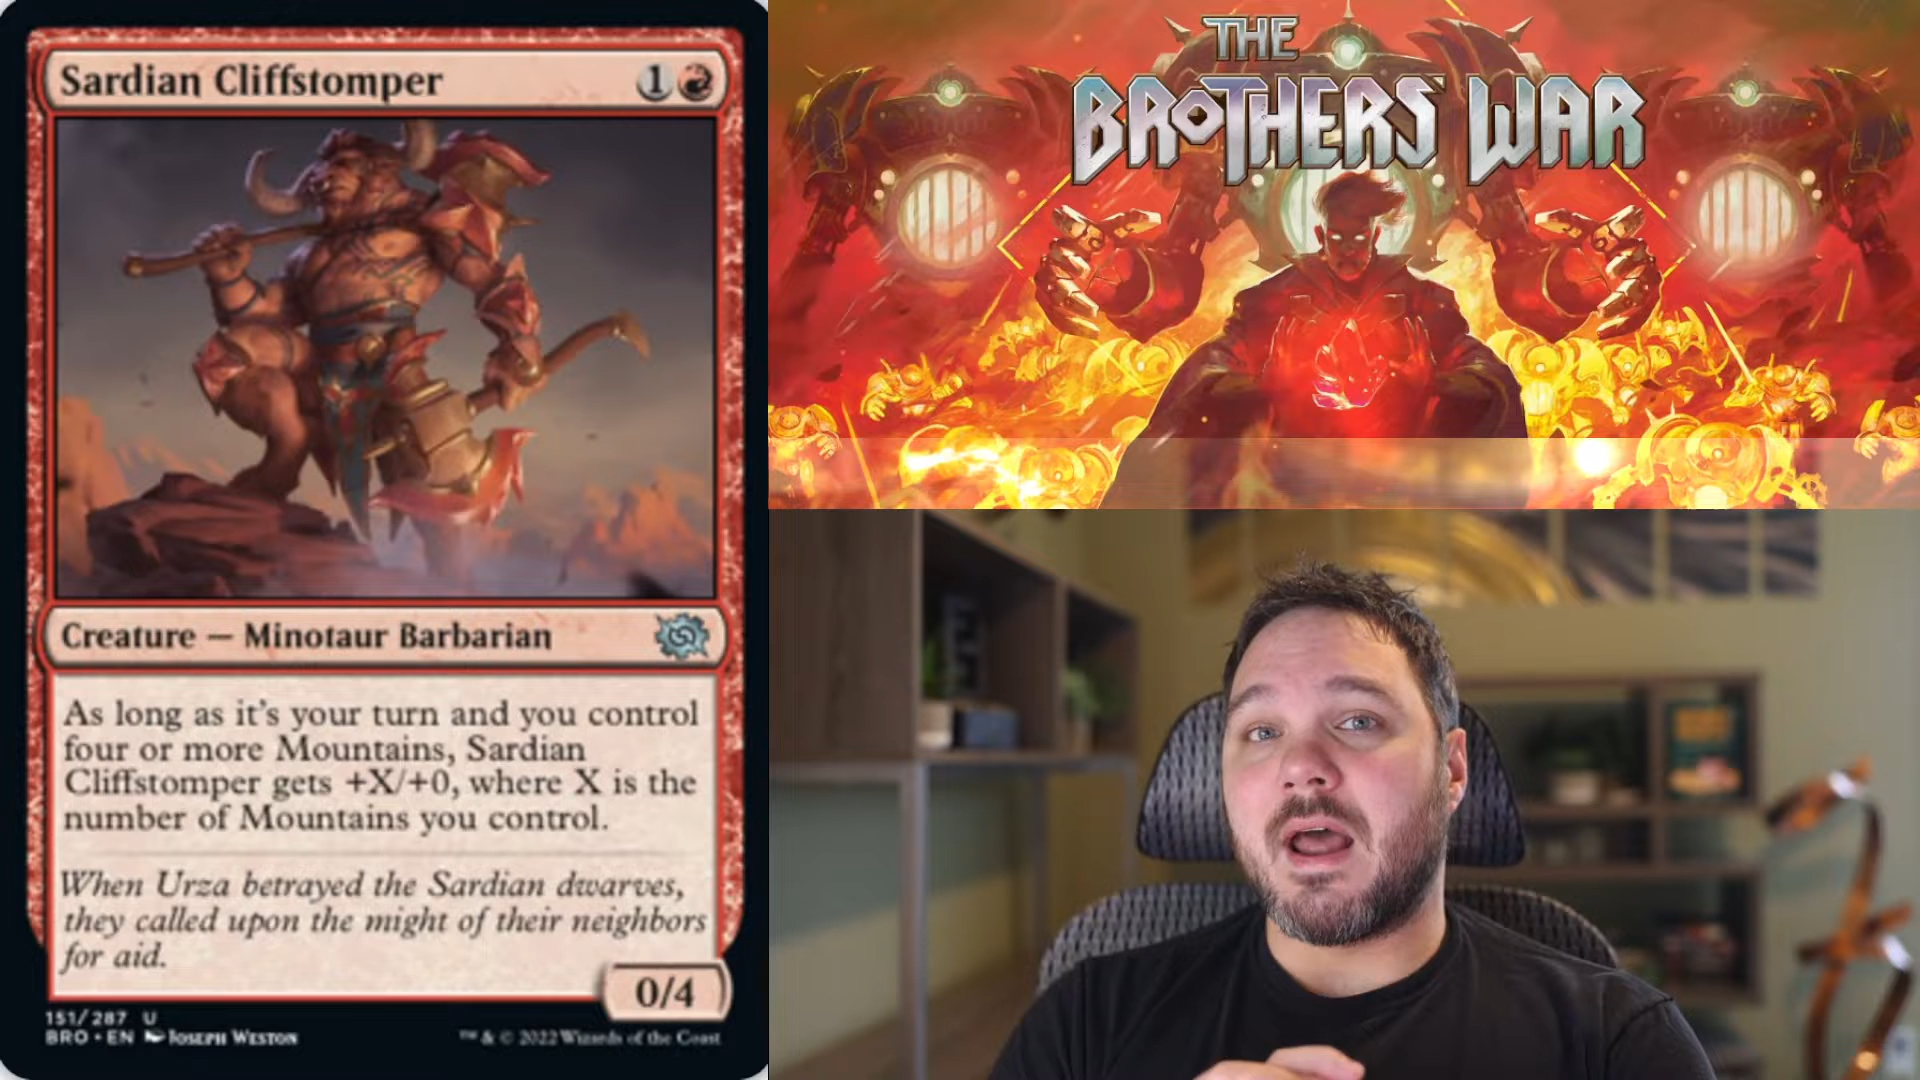 Sardian Cliffstomper 1
Creature — Minotaur Barbarian
As long as it's your turn and you control
four or more Mountains, Sardian
Cliffstomper gets +X/+0, where X is the
number of Mountains you control.
When Urza betrayed the Sardian dwarves,
they called upon the might of their neighbors
for aid.
0/4
151/287 U
BRO • EN Joseph Weston
™ & © 2022 Wizards of the Coast
THE
BROTHERS' WAR